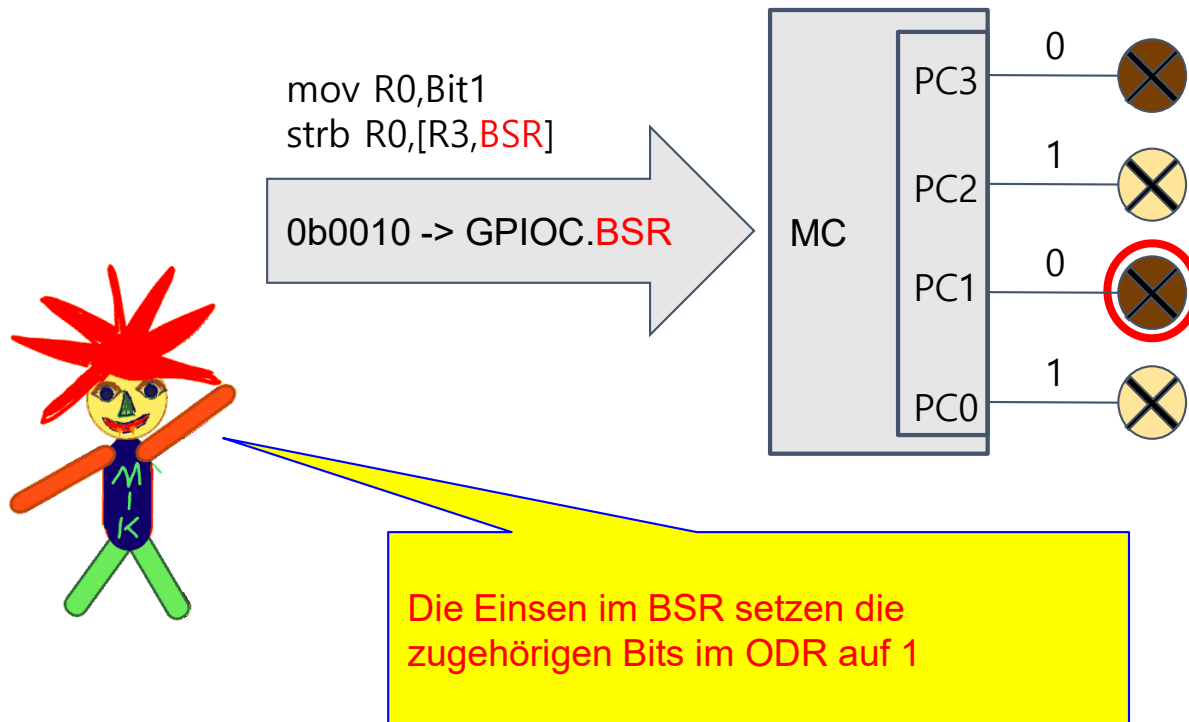 mov R0,Bit1
strb R0,[R3,BSR]
0b0010 -> GPIOC.BSR
MC
PC3
0
PC2
1
PC1
0
PC0
1
MIK
Die Einsen im BSR setzen die
zugehörigen Bits im ODR auf 1